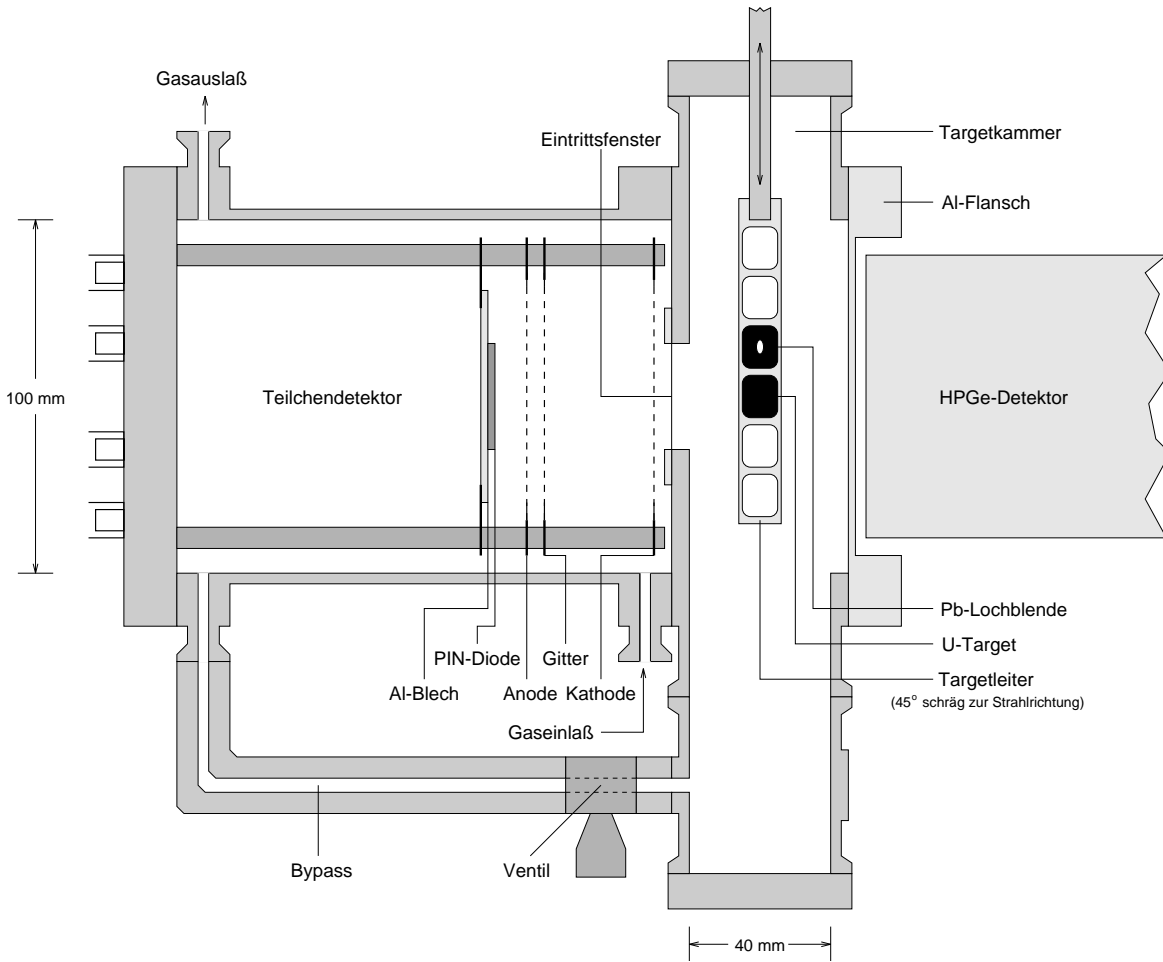 Gasauslaß
Eintrittsfenster
Targetkammer
Al-Flansch
100 mm
Teilchendetektor
HPGe-Detektor
Pb-Lochblende
PIN-Diode
Gitter
U-Target
Al-Blech
Anode
Kathode
Targetleiter
(45° schräg zur Strahlrichtung)
Gaseinlaß
Bypass
Ventil
40 mm